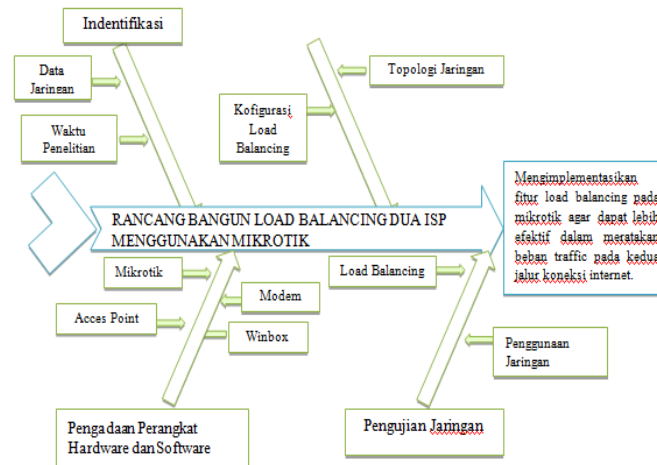 Indentifikasi
Data
Jaringan
Waktu
Penelitian
Topologi Jaringan
Kofigurasi
Load
Balancing
RANCANG BANGUN LOAD BALANCING DUA ISP
MENGGUNAKAN MIKROTIK
Mengimplementasikan
fitur load balancing pada
mikrotik agar dapat lebih
efektif dalam meratakan
beban traffic pada kedua
jalur koneksi internet.
Mikrotik
Modem
Acces Point
Winbox
Load Balancing
Penggunaan
Jaringan
Pengadaan Perangkat
Hardware dan Software
Pengujian Jaringan